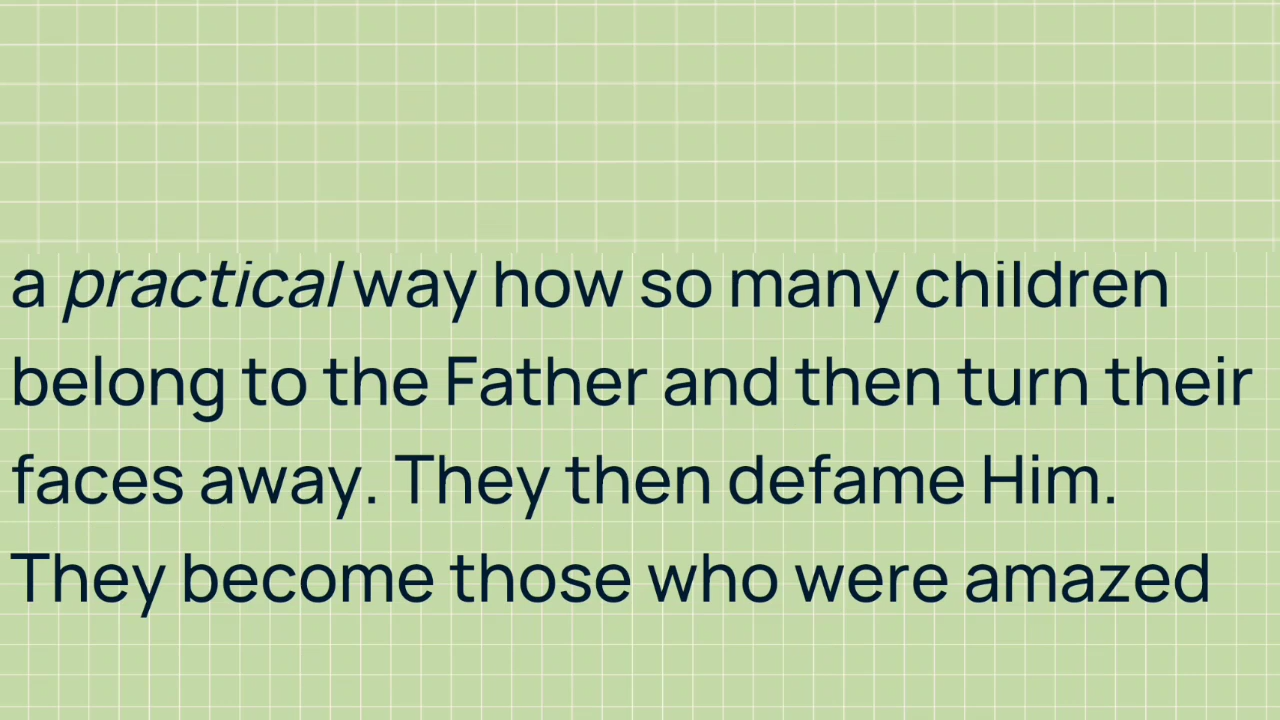 a practical way how so many children
belong to the Father and then turn their
faces away. They then defame Him.
They become those who were amazed